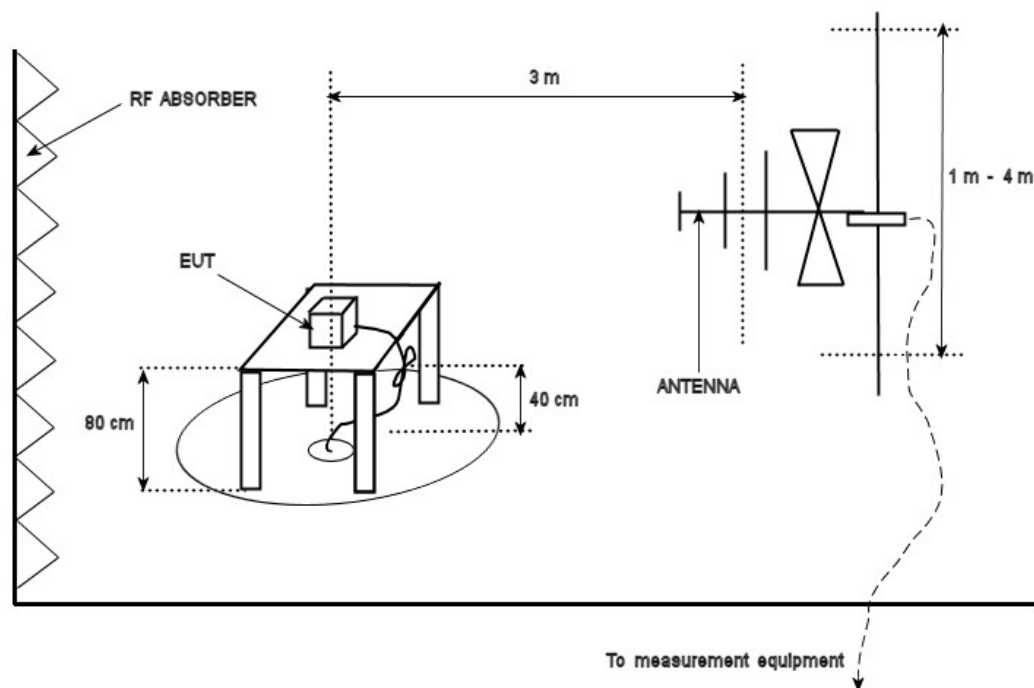 3 m
RF ABSORBER
1 m - 4 m
EUT
ANTENNA
80 cm
40 cm
To measurement equipment